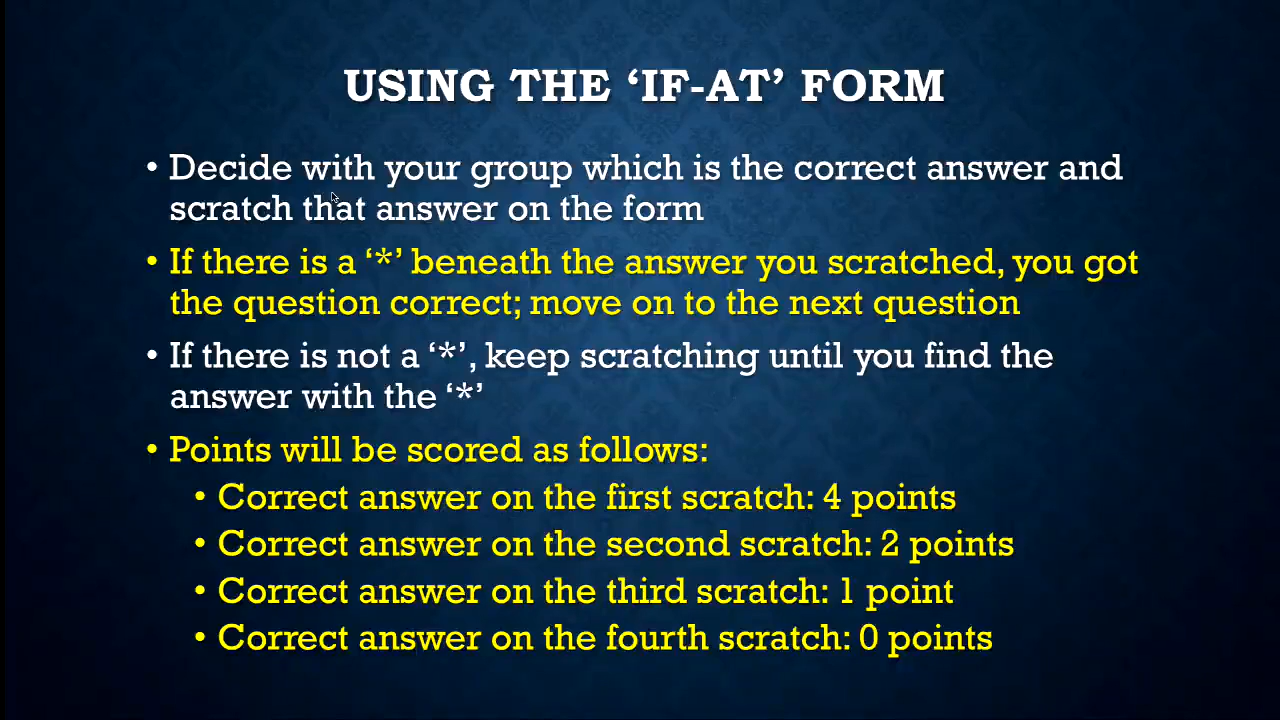 USING THE ‘IF-AT’ FORM
• Decide with your group which is the correct answer and
scratch that answer on the form
• If there is a ‘*’ beneath the answer you scratched, you got
the question correct; move on to the next question
• If there is not a ‘*’, keep scratching until you find the
answer with the ‘*’
• Points will be scored as follows:
• Correct answer on the first scratch: 4 points
• Correct answer on the second scratch: 2 points
• Correct answer on the third scratch: 1 point
• Correct answer on the fourth scratch: 0 points